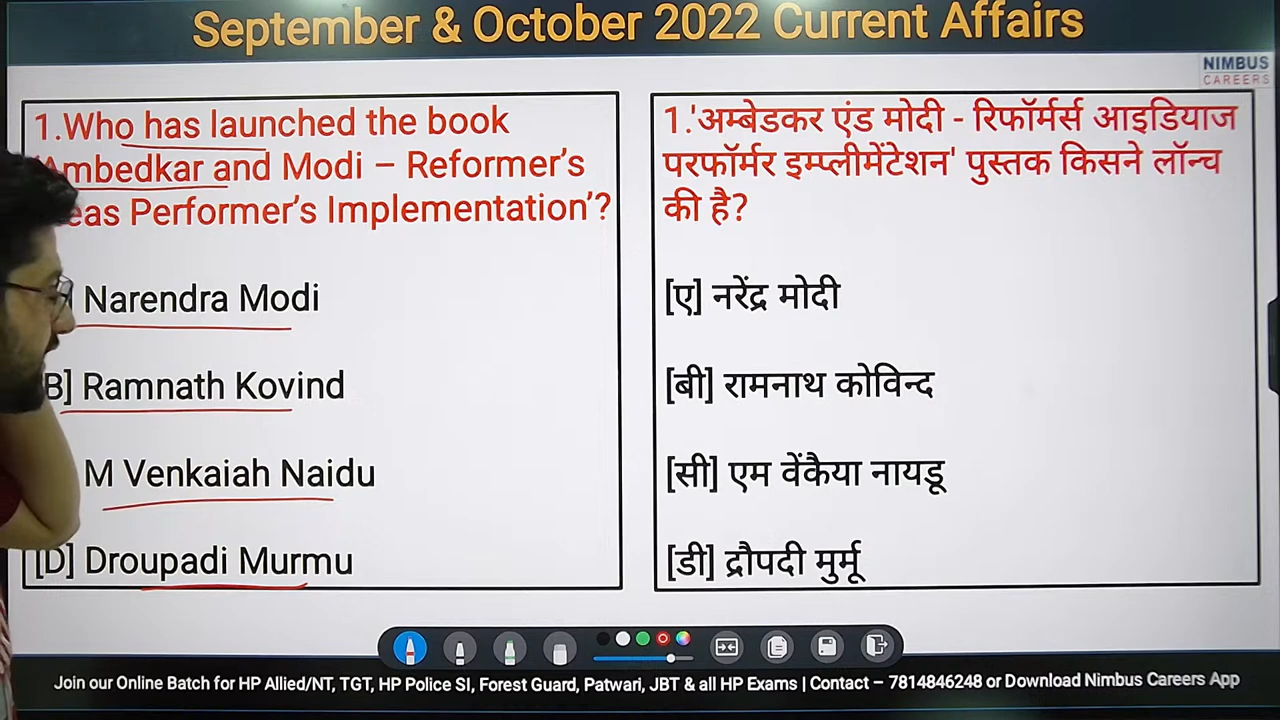 September & October 2022 Current Affairs
NIMBUS
CAREERS
1.Who has launched the book
Ambedkar and Modi – Reformer's
Performer's Implementation'?
Narendra Modi
B] Ramnath Kovind
M Venkaiah Naidu
[D] Droupadi Murmu
1.'अम्बेडकर एंड मोदी - रिफॉर्मर्स आइडियाज
परफॉर्मर इम्प्लीमेंटेशन' पुस्तक किसने लॉन्च
की है?
[ए] नरेंद्र मोदी
[बी] रामनाथ कोविन्द
[सी] एम वेंकैया नायडू
[डी] द्रौपदी मुर्मू
Join our Online Batch for HP Allied/NT, TGT, HP Police SI, Forest Guard, Patwari, JBT & all HP Exams | Contact – 7814846248 or Download Nimbus Careers App